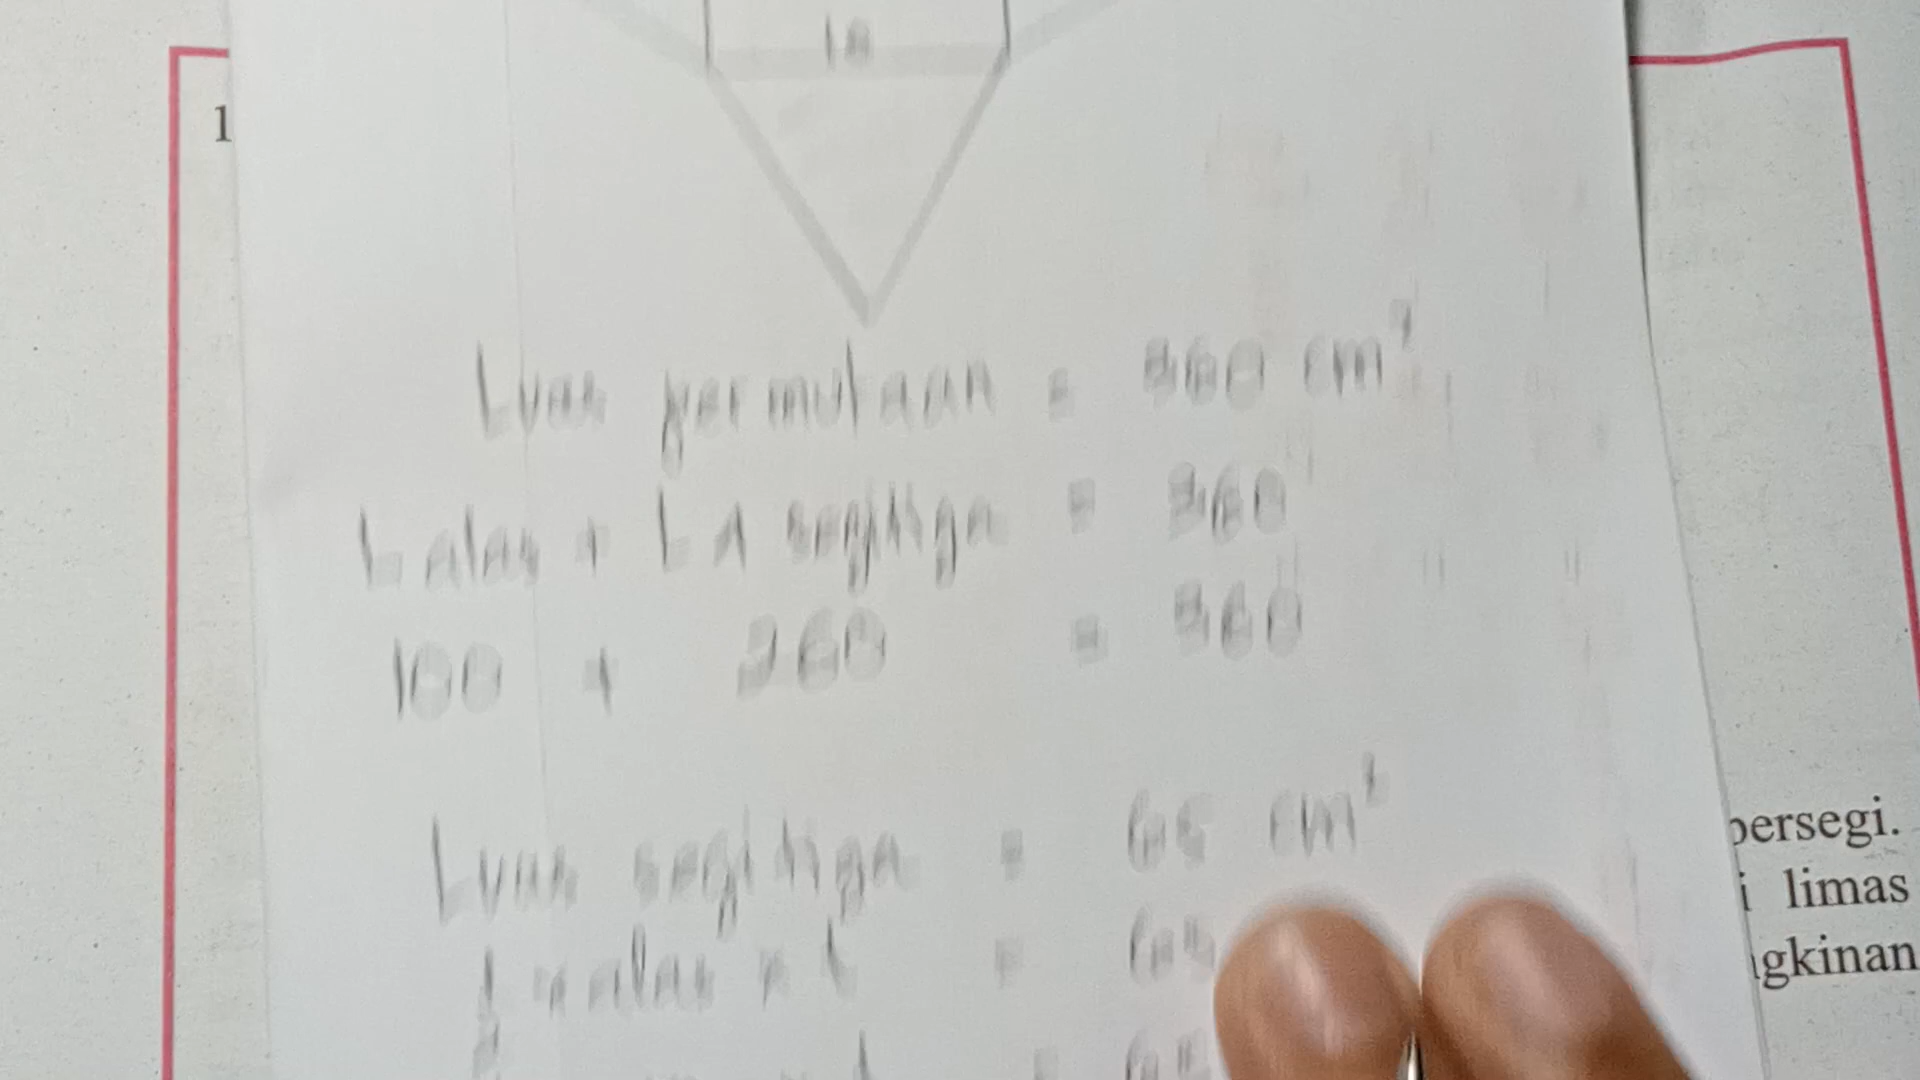 10
1
Luas permukaan = 360 cm²
L alas + L 4 segitiga = 360
100 + 260 = 360
Luas segitiga = 65 cm²
persegi.
limas
alas × t = 65